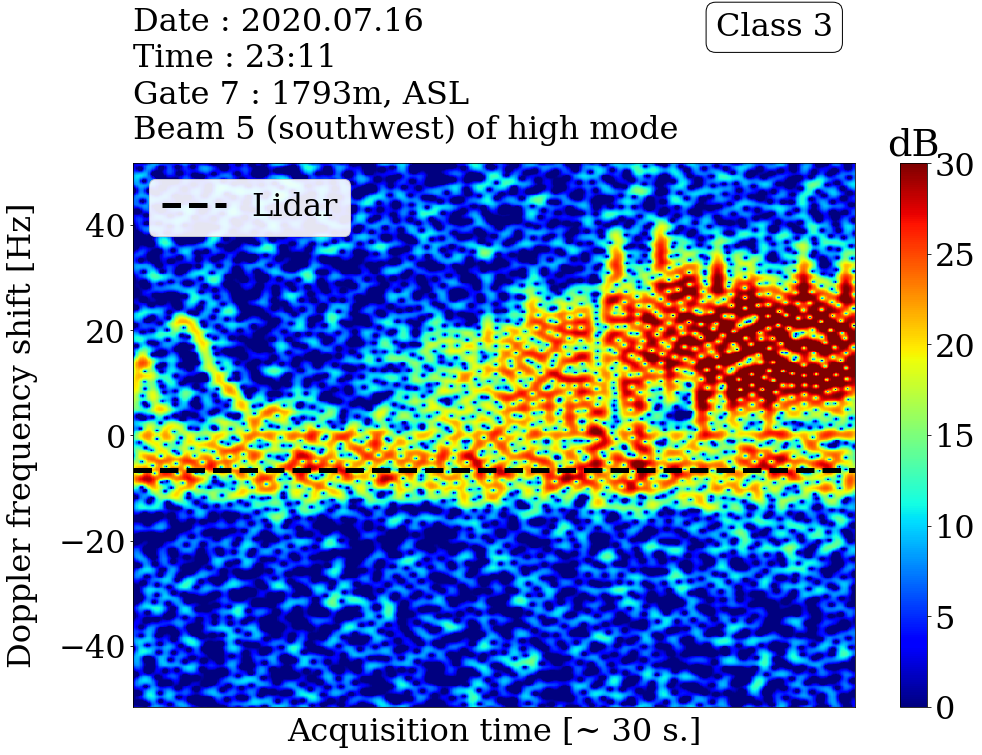 Date : 2020.07.16
Time : 23:11
Gate 7 : 1793m, ASL
Beam 5 (southwest) of high mode
Class 3
dB
Lidar
Doppler frequency shift [Hz]
40
20
0
−20
−40
30
25
20
15
10
5
0
Acquisition time [~ 30 s.]